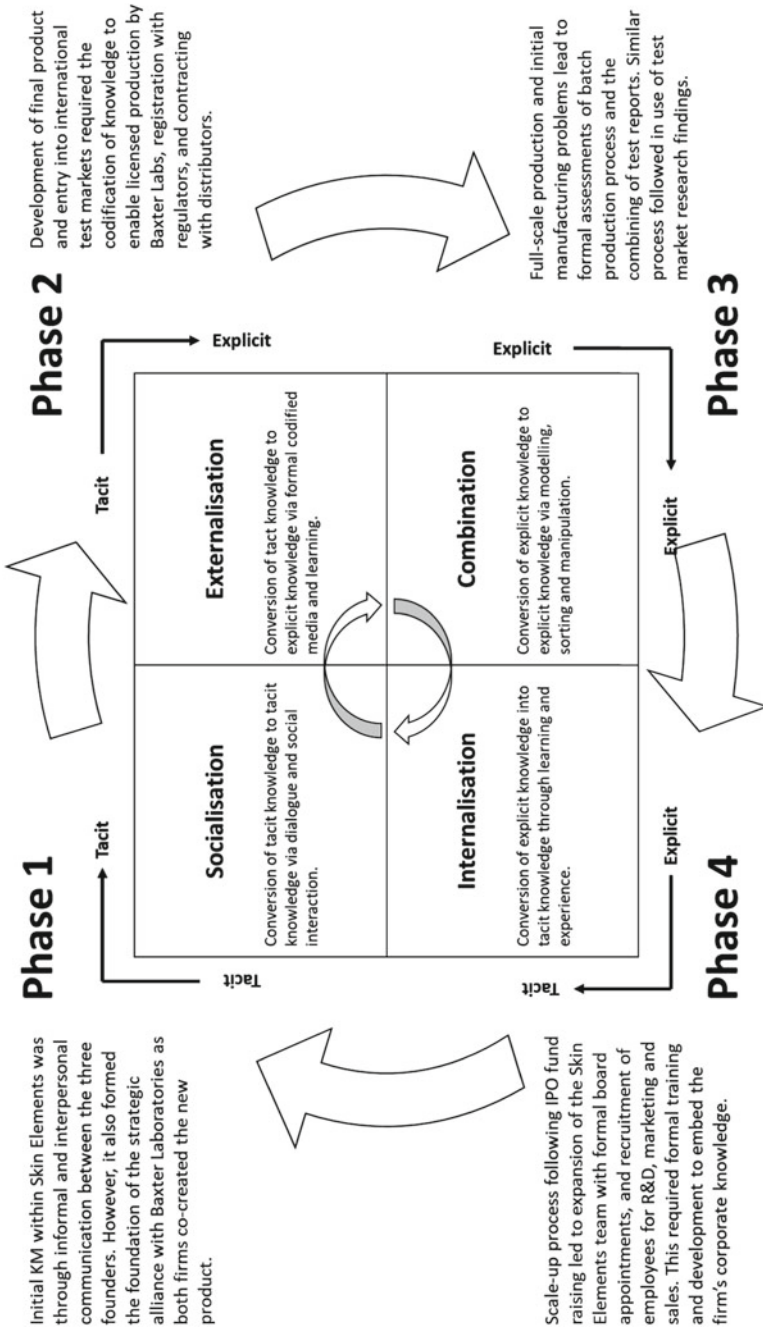 Phase 1
Initial KM within Skin Elements was
through informal and interpersonal
communication between the three
founders. However, it also formed
the foundation of the strategic
alliance with Baxter Laboratories as
both firms co-created the new
product.
Tacit
Tacit
Socialisation
Conversion of tacit knowledge to tacit
knowledge via dialogue and social
interaction.
Phase 2
Development of final product
and entry into international
test markets required the
codification of knowledge to
enable licensed production by
Baxter Labs, registration with
regulators, and contracting
with distributors.
Tacit
Explicit
Externalisation
Conversion of tact knowledge to
explicit knowledge via formal codified
media and learning.
Internalisation
Conversion of explicit knowledge into
tacit knowledge through learning and
experience.
Combination
Conversion of explicit knowledge to
explicit knowledge via modelling,
sorting and manipulation.
Explicit
Explicit
Phase 3
Full-scale production and initial
manufacturing problems lead to
formal assessments of batch
production process and the
combining of test reports. Similar
process followed in use of test
market research findings.
Tacit
Explicit
Phase 4
Scale-up process following IPO fund
raising led to expansion of the Skin
Elements team with formal board
appointments, and recruitment of
employees for R&D, marketing and
sales. This required formal training
and development to embed the
firm's corporate knowledge.